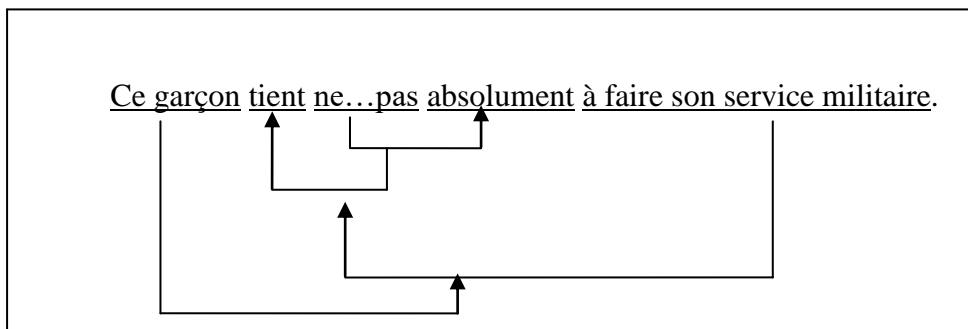 Ce garçon tient ne…pas absolument à faire son service militaire.